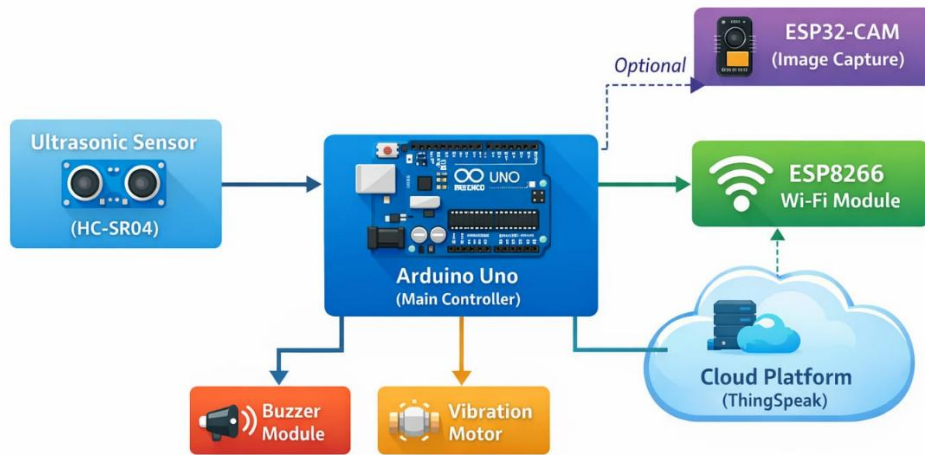 ESP32-CAM
(Image Capture)
Optional
Ultrasonic Sensor
(HC-SR04)
UNO
Arduino Uno
(Main Controller)
ESP8266
Wi-Fi Module
Buzzer
Module
Vibration
Motor
Cloud Platform
(ThingSpeak)